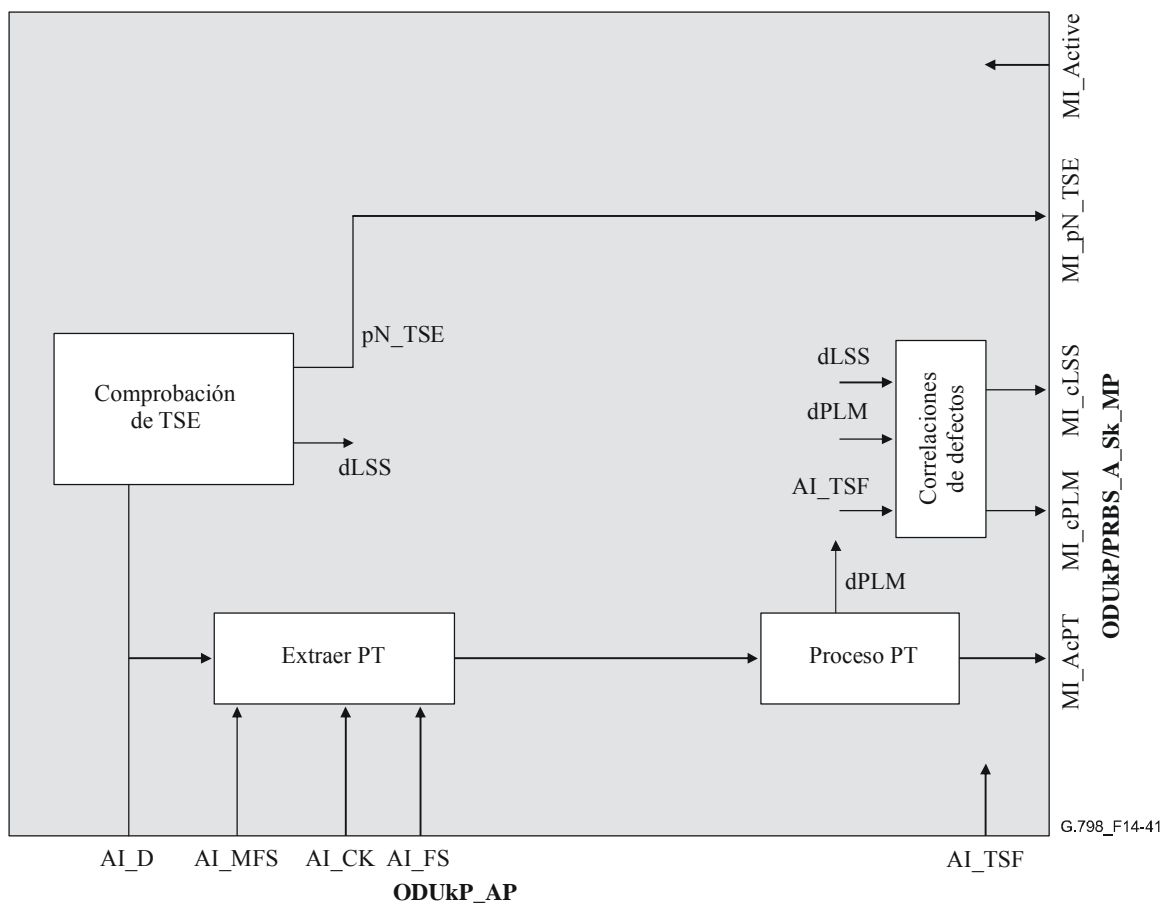 MI_Active
MI_pN_TSE
pN_TSE
Comprobación
de TSE
dLSS
dLSS
dPLM
AI_TSF
Correlaciones
de defectos
MI_cLSS
MI_cPLM
ODUkP/PRBS_A_Sk_MP
dPLM
Extraer PT
Proceso PT
MI_AcPT
G.798_F14-41
AI_D
AI_MFS
AI_CK
AI_FS
AI_TSF
ODUkP_AP